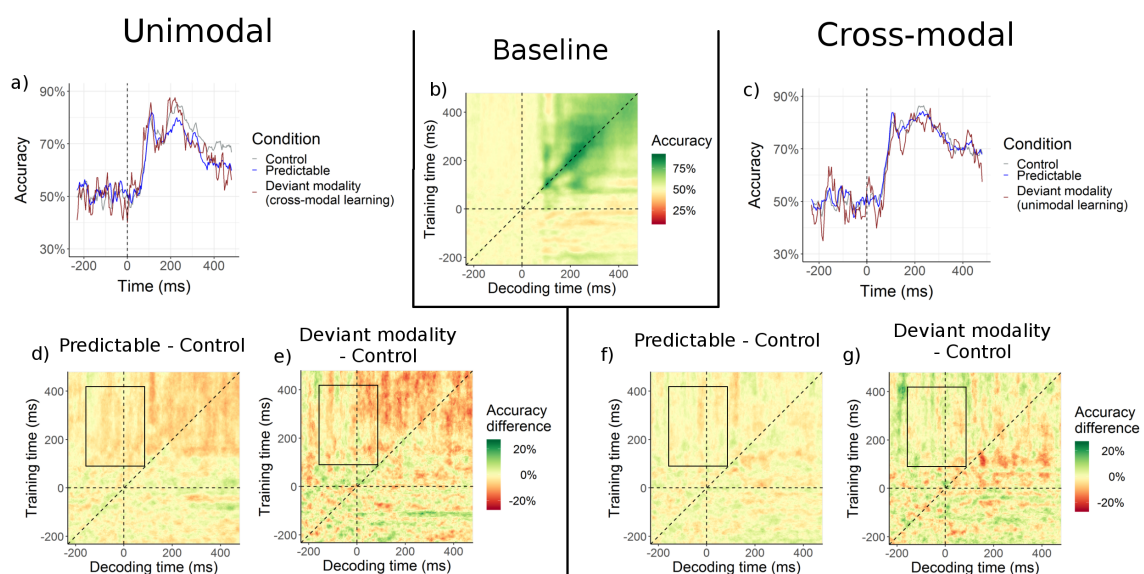 Unimodal
Baseline
Cross-modal
a)
Accuracy
90%
70%
50%
30%
-200
0
200
400
Time (ms)
Condition
Control
Predictable
Deviant modality
(cross-modal learning)
b)
Training time (ms)
400
200
0
-200
-200
0
200
400
Decoding time (ms)
Accuracy
75%
50%
25%
c)
Accuracy
90%
70%
50%
30%
-200
0
200
400
Time (ms)
Condition
Control
Predictable
Deviant modality
(unimodal learning)
d)
Predictable - Control
Training time (ms)
400
200
0
-200
-200
0
200
400
Decoding time (ms)
e)
Deviant modality
- Control
Training time (ms)
400
200
0
-200
-200
0
200
400
Decoding time (ms)
Accuracy
difference
20%
0%
-20%
f)
Predictable - Control
Training time (ms)
400
200
0
-200
-200
0
200
400
Decoding time (ms)
g)
Deviant modality
- Control
Training time (ms)
400
200
0
-200
-200
0
200
400
Decoding time (ms)
Accuracy
difference
20%
0%
-20%